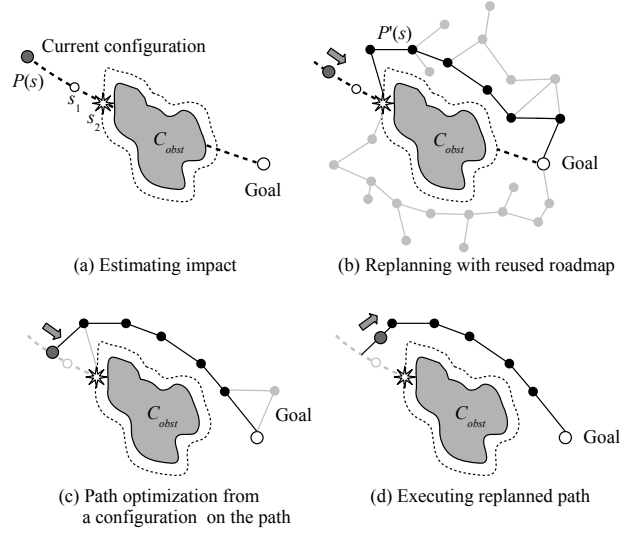 Current configuration
P(s)
s1
s2
Cobst
Goal
(a) Estimating impact
P'(s)
Cobst
Goal
(b) Replanning with reused roadmap
Cobst
Goal
(c) Path optimization from
a configuration on the path
Cobst
Goal
(d) Executing replanned path